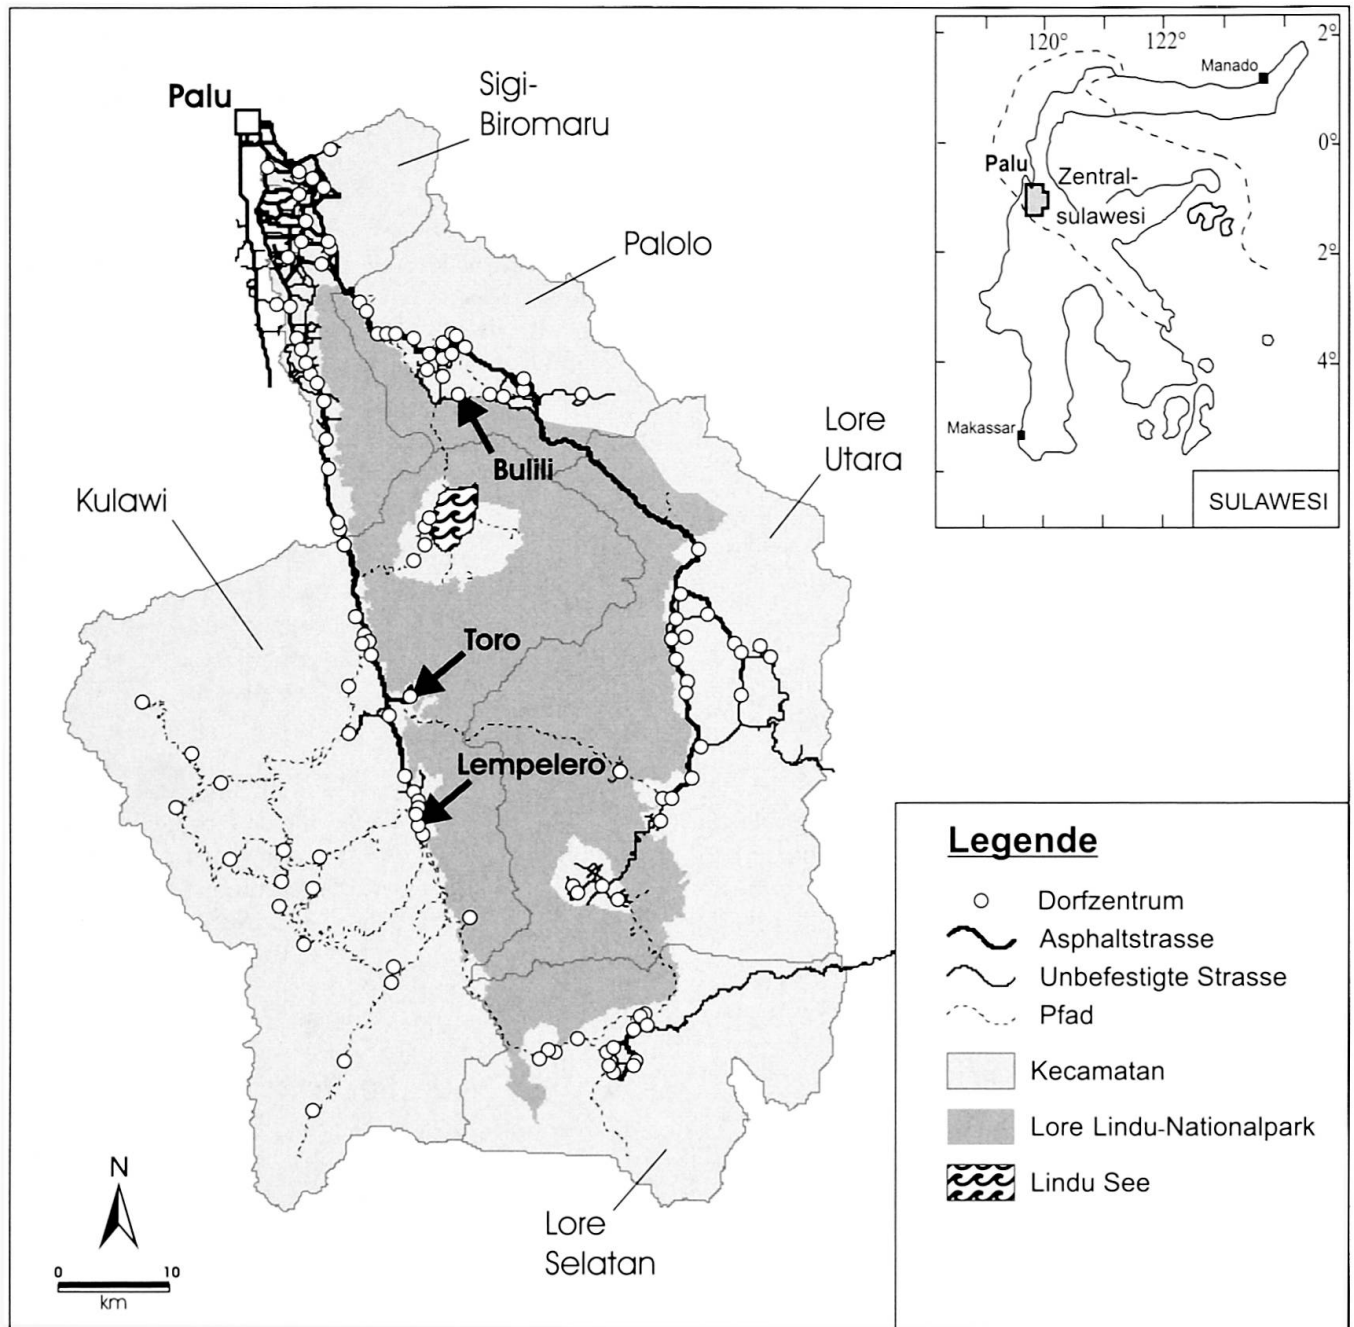 Palu
Sigi-
Biromaru
Palolo
Lore
Utara
Bulili
Kulawi
Toro
Lempelero
Lore
Selatan
N
0 10
km
120° 122°
2°
Manado
0°
Palu
Zentral-
sulawesi
2°
4°
Makassar
SULAWESI
Legende
Dorfzentrum
Asphaltstrasse
Unbefestigte Strasse
Pfad
Kecamatan
Lore Lindu-Nationalpark
Lindu See